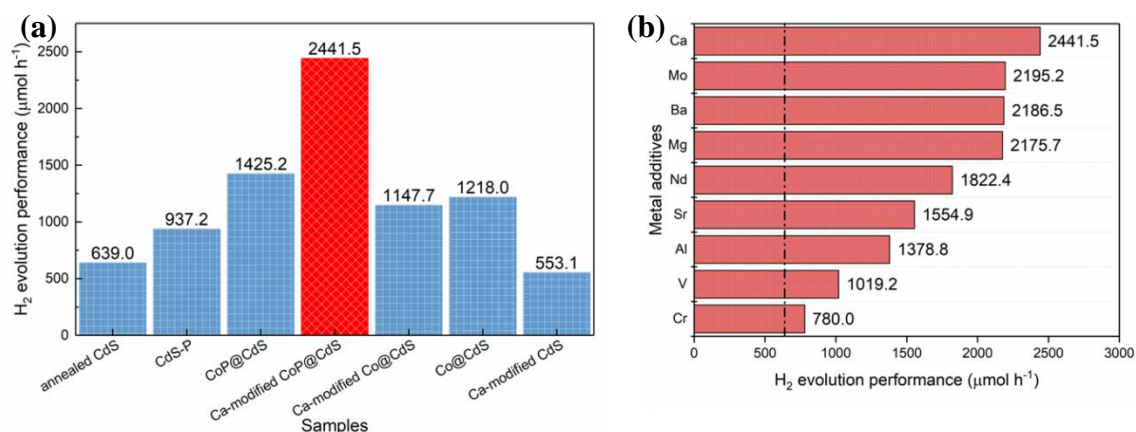 (a)
H₂ evolution performance (μmol h⁻¹)
2500
2000
1500
1000
500
0
639.0
937.2
1425.2
2441.5
1147.7
1218.0
553.1
annealed CdS
CdS-P
CoP@CdS
Ca-modified CoP@CdS
Ca-modified Co@CdS
Co@CdS
Ca-modified CdS
Samples
(b)
Metal additives
Ca 2441.5
Mo 2195.2
Ba 2186.5
Mg 2175.7
Nd 1822.4
Sr 1554.9
Al 1378.8
V 1019.2
Cr 780.0
0 500 1000 1500 2000 2500 3000
H₂ evolution performance (μmol h⁻¹)